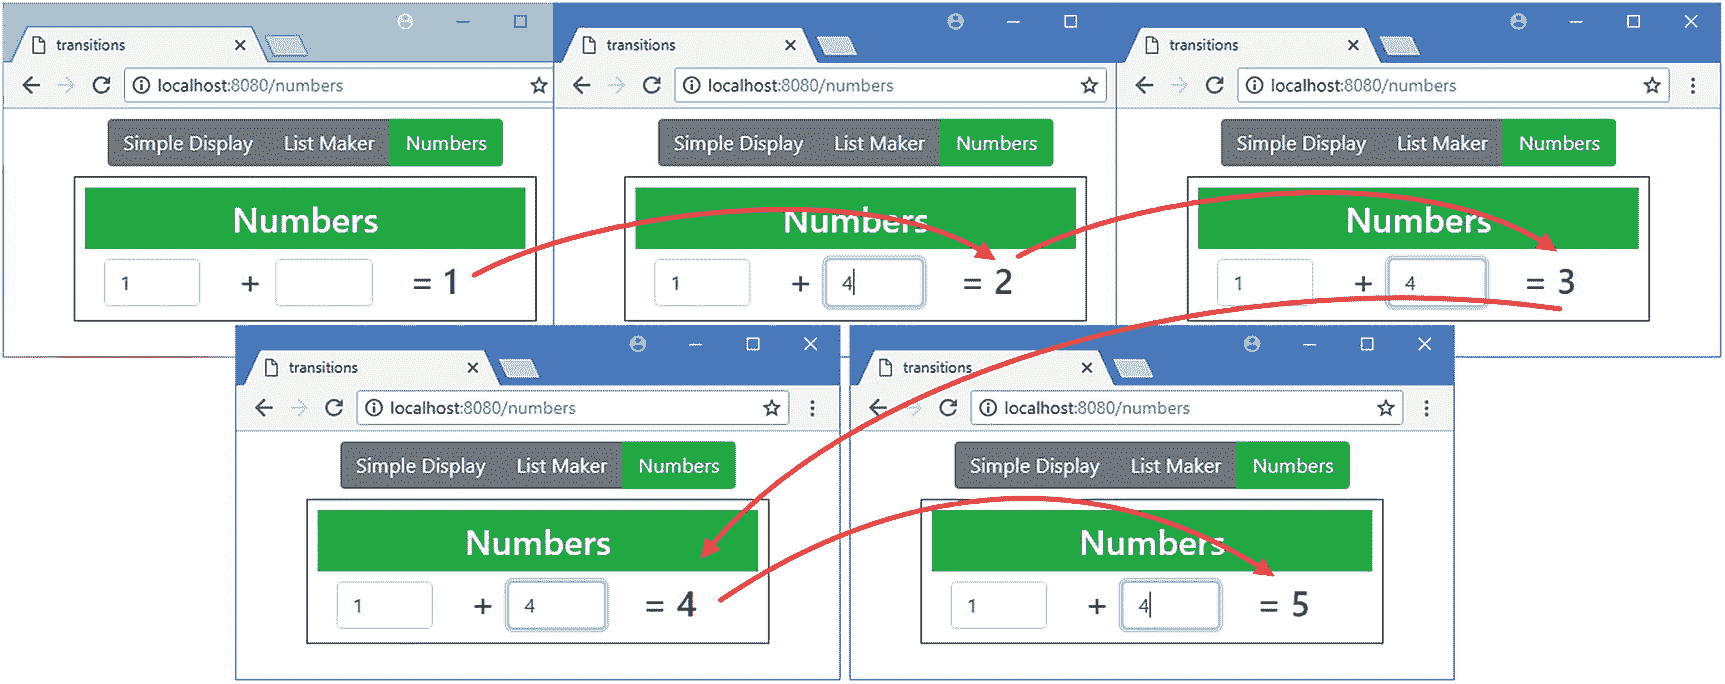 transitions
localhost:8080/numbers
Simple Display List Maker Numbers
Numbers
1 + = 1
transitions
localhost:8080/numbers
Simple Display List Maker Numbers
Numbers
1 + 4 = 2
transitions
localhost:8080/numbers
Simple Display List Maker Numbers
Numbers
1 + 4 = 3
transitions
localhost:8080/numbers
Simple Display List Maker Numbers
Numbers
1 + 4 = 4
transitions
localhost:8080/numbers
Simple Display List Maker Numbers
Numbers
1 + 4 = 5